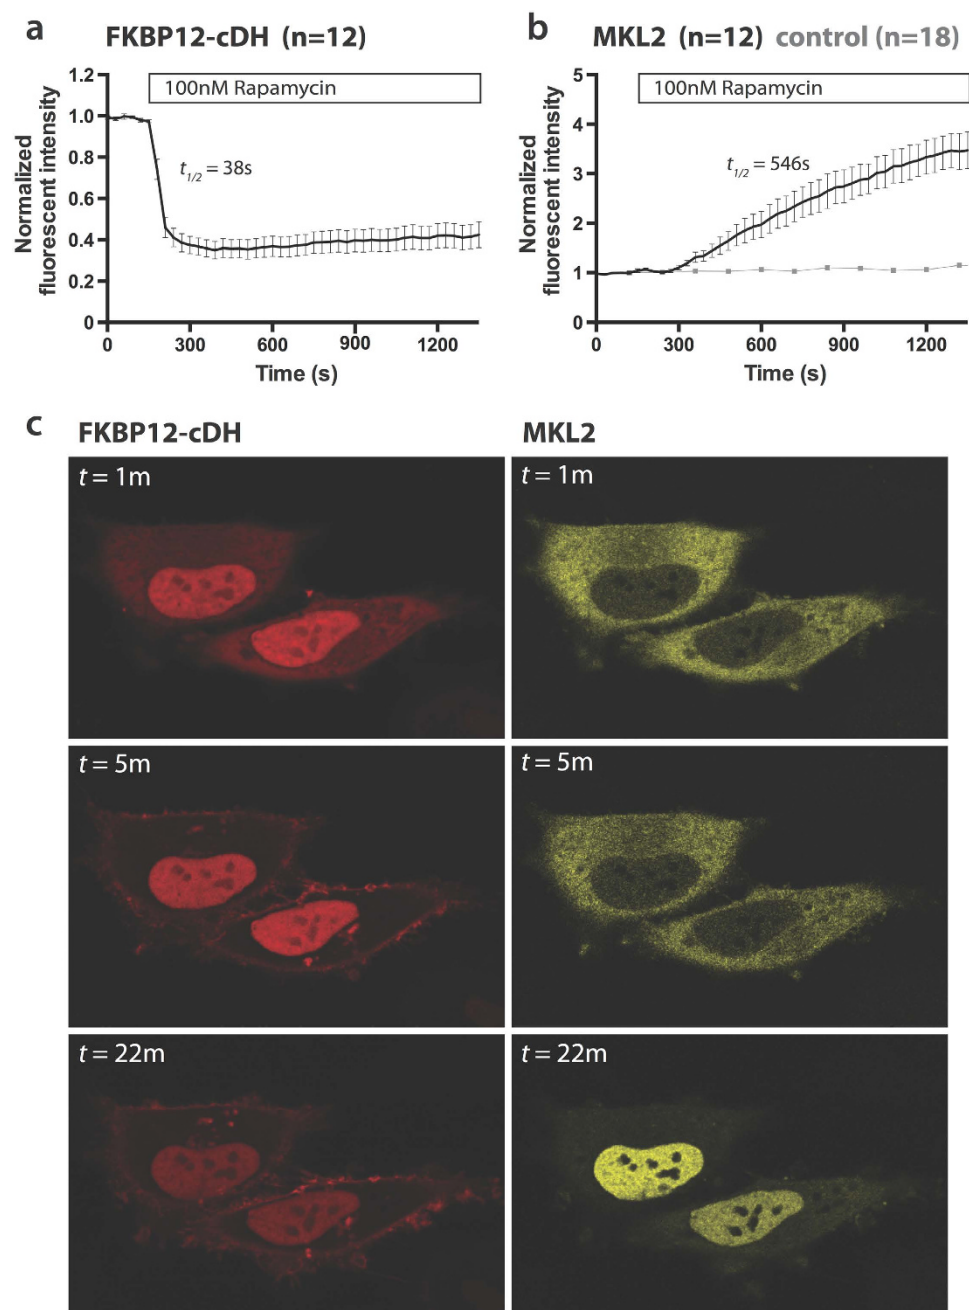 a FKBP12-cDH (n=12)
Normalized
fluorescent intensity
1.2
1.0
0.8
0.6
0.4
0.2
0
100nM Rapamycin
t1/2 = 38s
0 300 600 900 1200
Time (s)
b MKL2 (n=12) control (n=18)
Normalized
fluorescent intensity
5
4
3
2
1
0
100nM Rapamycin
t1/2 = 546s
0 300 600 900 1200
Time (s)
c FKBP12-cDH MKL2
t = 1m t = 1m
t = 5m t = 5m
t = 22m t = 22m